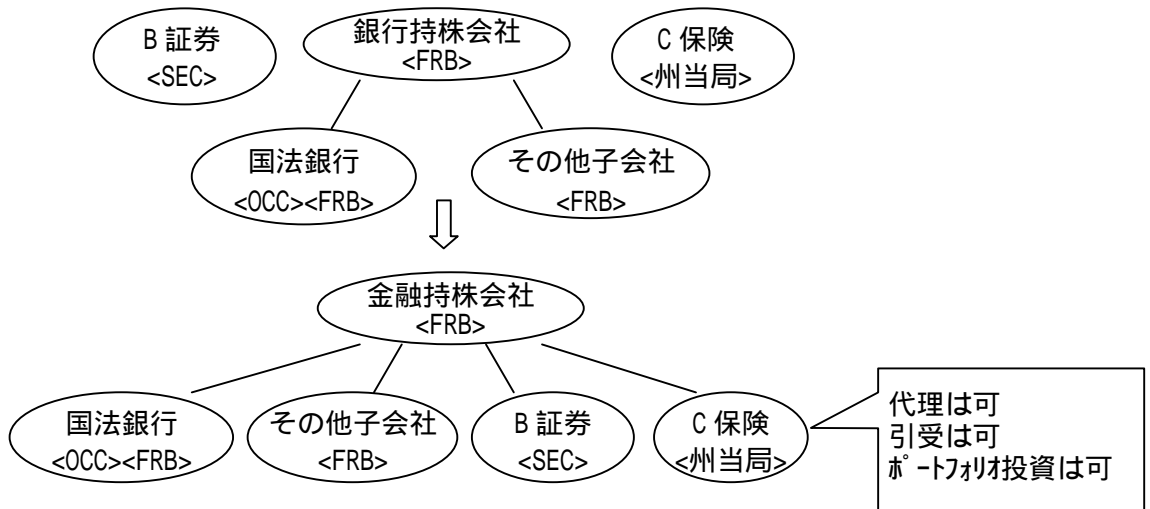 B 証券
<SEC>
銀行持株会社
<FRB>
C 保険
<州当局>
国法銀行
<OCC><FRB>
その他子会社
<FRB>
金融持株会社
<FRB>
国法銀行
<OCC><FRB>
その他子会社
<FRB>
B 証券
<SEC>
C 保険
<州当局>
代理は可
引受は可
ﾎﾟｰﾄﾌｫﾘｵ投資は可